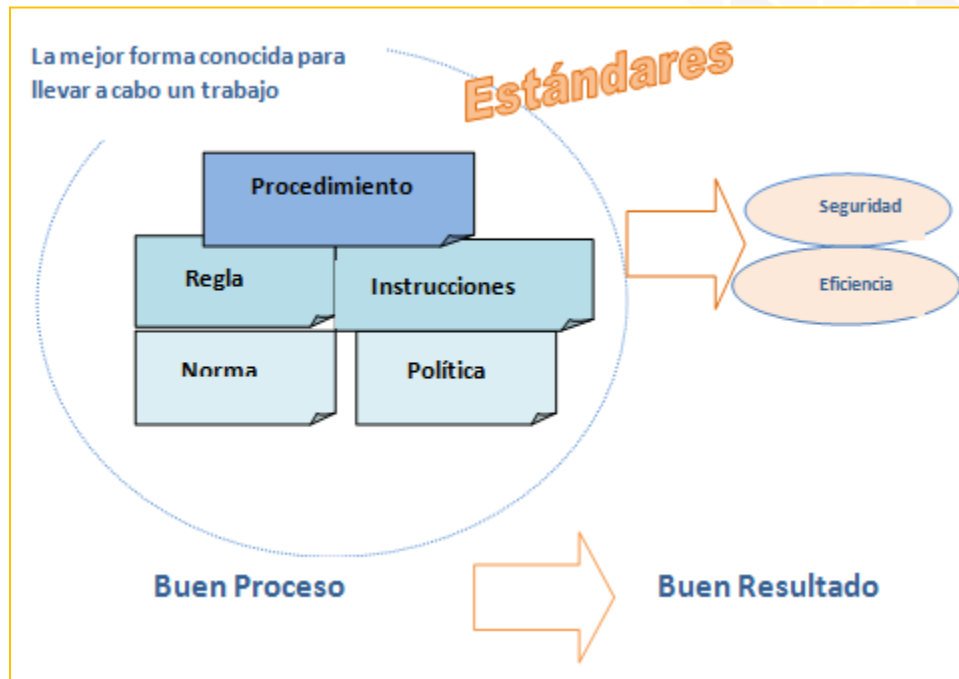 La mejor forma conocida para
llevar a cabo un trabajo
Estándares
Procedimiento
Regla
Instrucciones
Norma
Política
Seguridad
Eficiencia
Buen Proceso
Buen Resultado